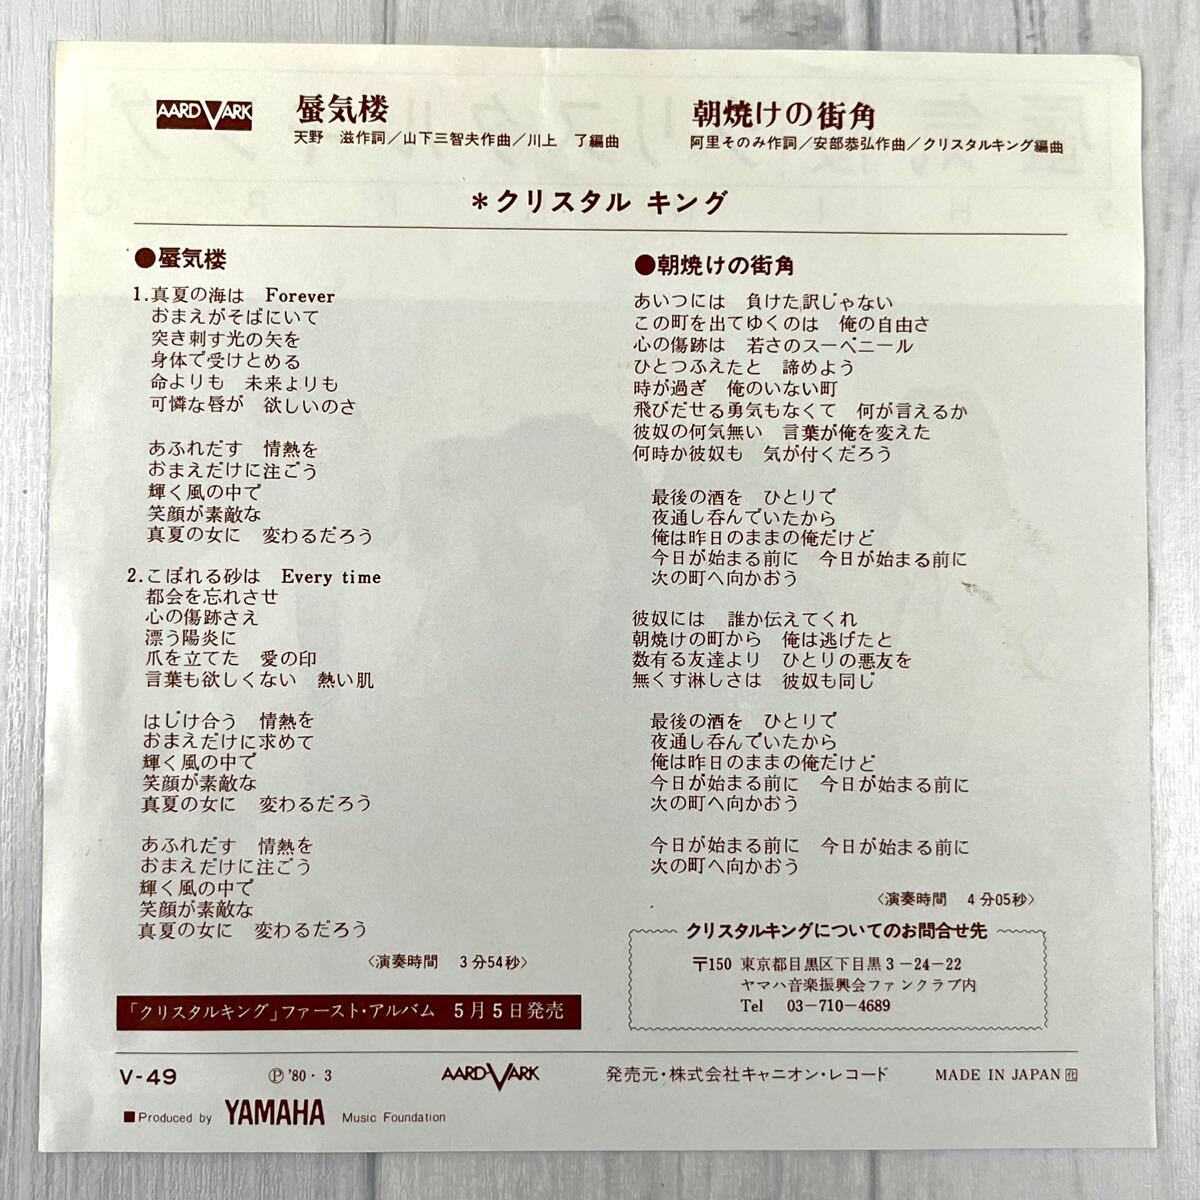 AARDVARK
蜃気楼
天野　滋作詞／山下三智夫作曲／川上　了編曲
朝焼けの街角
阿里そのみ作詞／安部恭弘作曲／クリスタルキング編曲
＊クリスタル キング
●蜃気楼
1.真夏の海は　Forever
おまえがそばにいて
突き刺す光の矢を
身体で受けとめる
命よりも　未来よりも
可憐な唇が　欲しいのさ
あふれだす　情熱を
おまえだけに注ごう
輝く風の中で
笑顔が素敵な
真夏の女に　変わるだろう
2.こぼれる砂は　Every time
都会を忘れさせ
心の傷跡さえ
漂う陽炎に
爪を立てた　愛の印
言葉も欲しくない　熱い肌
はじけ合う　情熱を
おまえだけに求めて
輝く風の中で
笑顔が素敵な
真夏の女に　変わるだろう
あふれだす　情熱を
おまえだけに注ごう
輝く風の中で
笑顔が素敵な
真夏の女に　変わるだろう
〈演奏時間　3分54秒〉
「クリスタルキング」ファースト・アルバム　5月5日発売
●朝焼けの街角
あいつには　負けた訳じゃない
この町を出てゆくのは　俺の自由さ
心の傷跡は　若さのスーベニール
ひとつふえたと　諦めよう
時が過ぎ　俺のいない町
飛びだせる勇気もなくて　何が言えるか
彼奴の何気無い　言葉が俺を変えた
何時か彼奴も　気が付くだろう
最後の酒を　ひとりで
夜通し呑んでいたから
俺は昨日のままの俺だけど
今日が始まる前に　今日が始まる前に
次の町へ向かおう
彼奴には　誰か伝えてくれ
朝焼けの町から　俺は逃げたと
数有る友達より　ひとりの悪友を
無くす淋しさは　彼奴も同じ
最後の酒を　ひとりで
夜通し呑んでいたから
俺は昨日のままの俺だけど
今日が始まる前に　今日が始まる前に
次の町へ向かおう
今日が始まる前に　今日が始まる前に
次の町へ向かおう
〈演奏時間　4分05秒〉
クリスタルキングについてのお問合せ先
〒150 東京都目黒区下目黒3－24－22
ヤマハ音楽振興会ファンクラブ内
Tel　03-710-4689
V-49　Ⓟ'80・3　AARD-VARK　発売元・株式会社キャニオン・レコード　MADE IN JAPAN
■Produced by YAMAHA Music Foundation